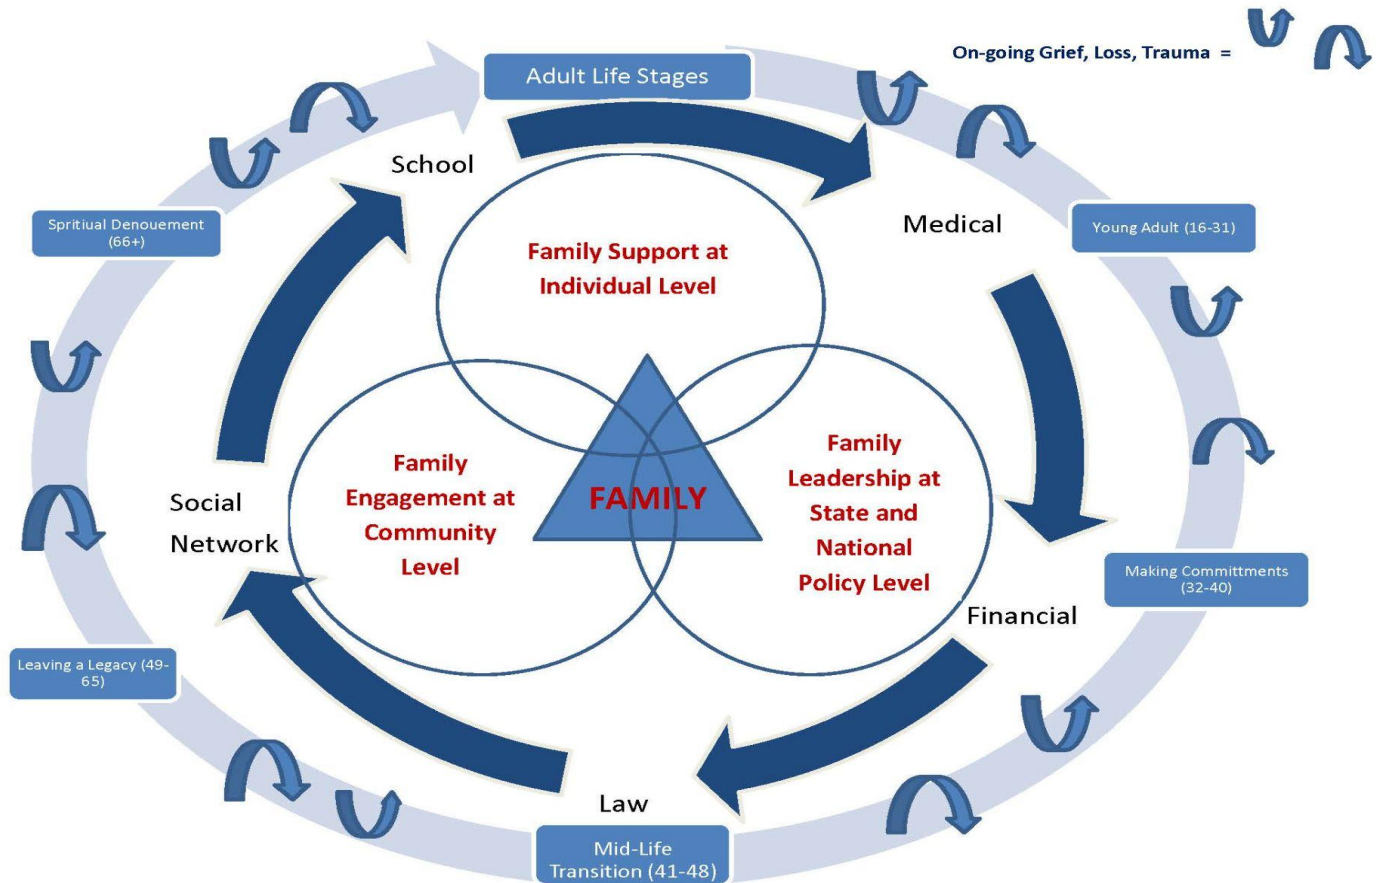 On-going Grief, Loss, Trauma =
Adult Life Stages
School
Medical
Spritiual Denouement
(66+)
Young Adult (16-31)
Family Support at
Individual Level
Family
Engagement at
Community
Level
FAMILY
Family
Leadership at
State and
National
Policy Level
Social
Network
Making Committments
(32-40)
Financial
Leaving a Legacy (49-
65)
Law
Mid-Life
Transition (41-48)